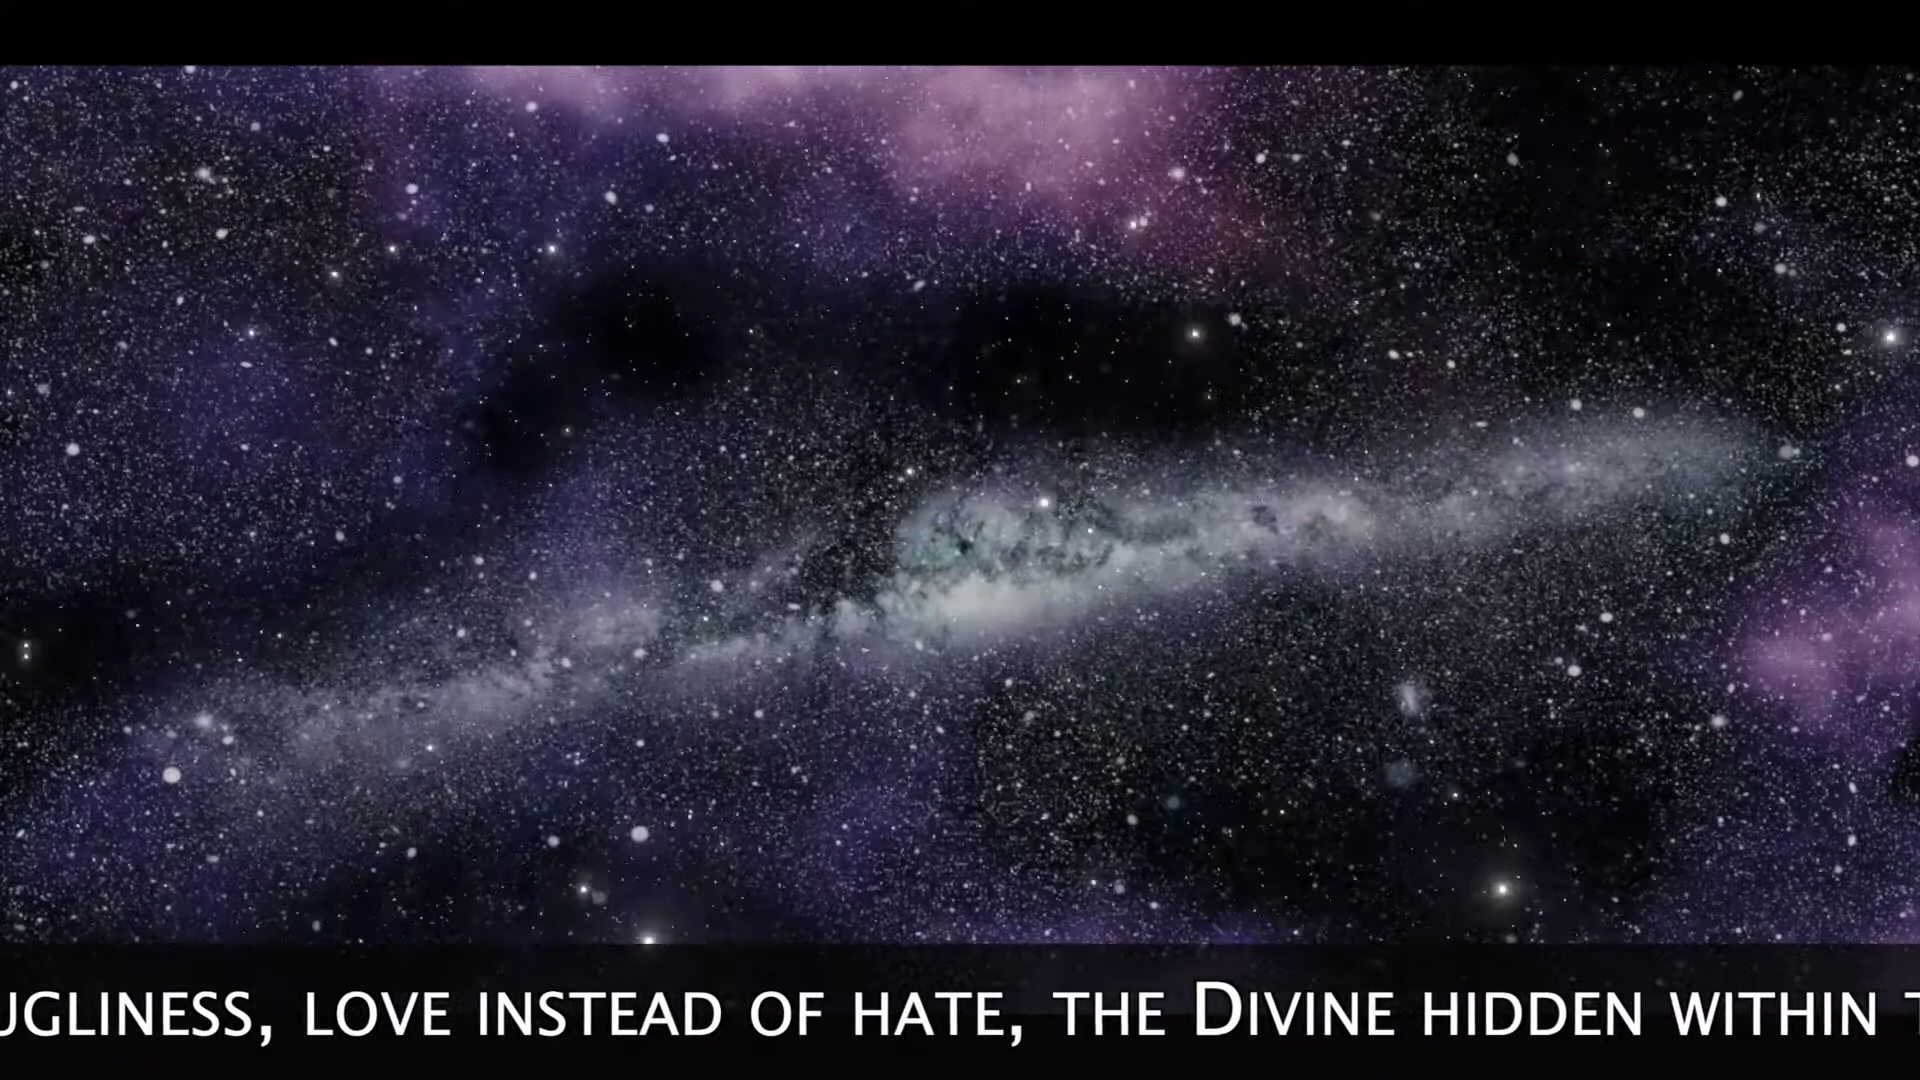 UGLINESS, LOVE INSTEAD OF HATE, THE DIVINE HIDDEN WITHIN